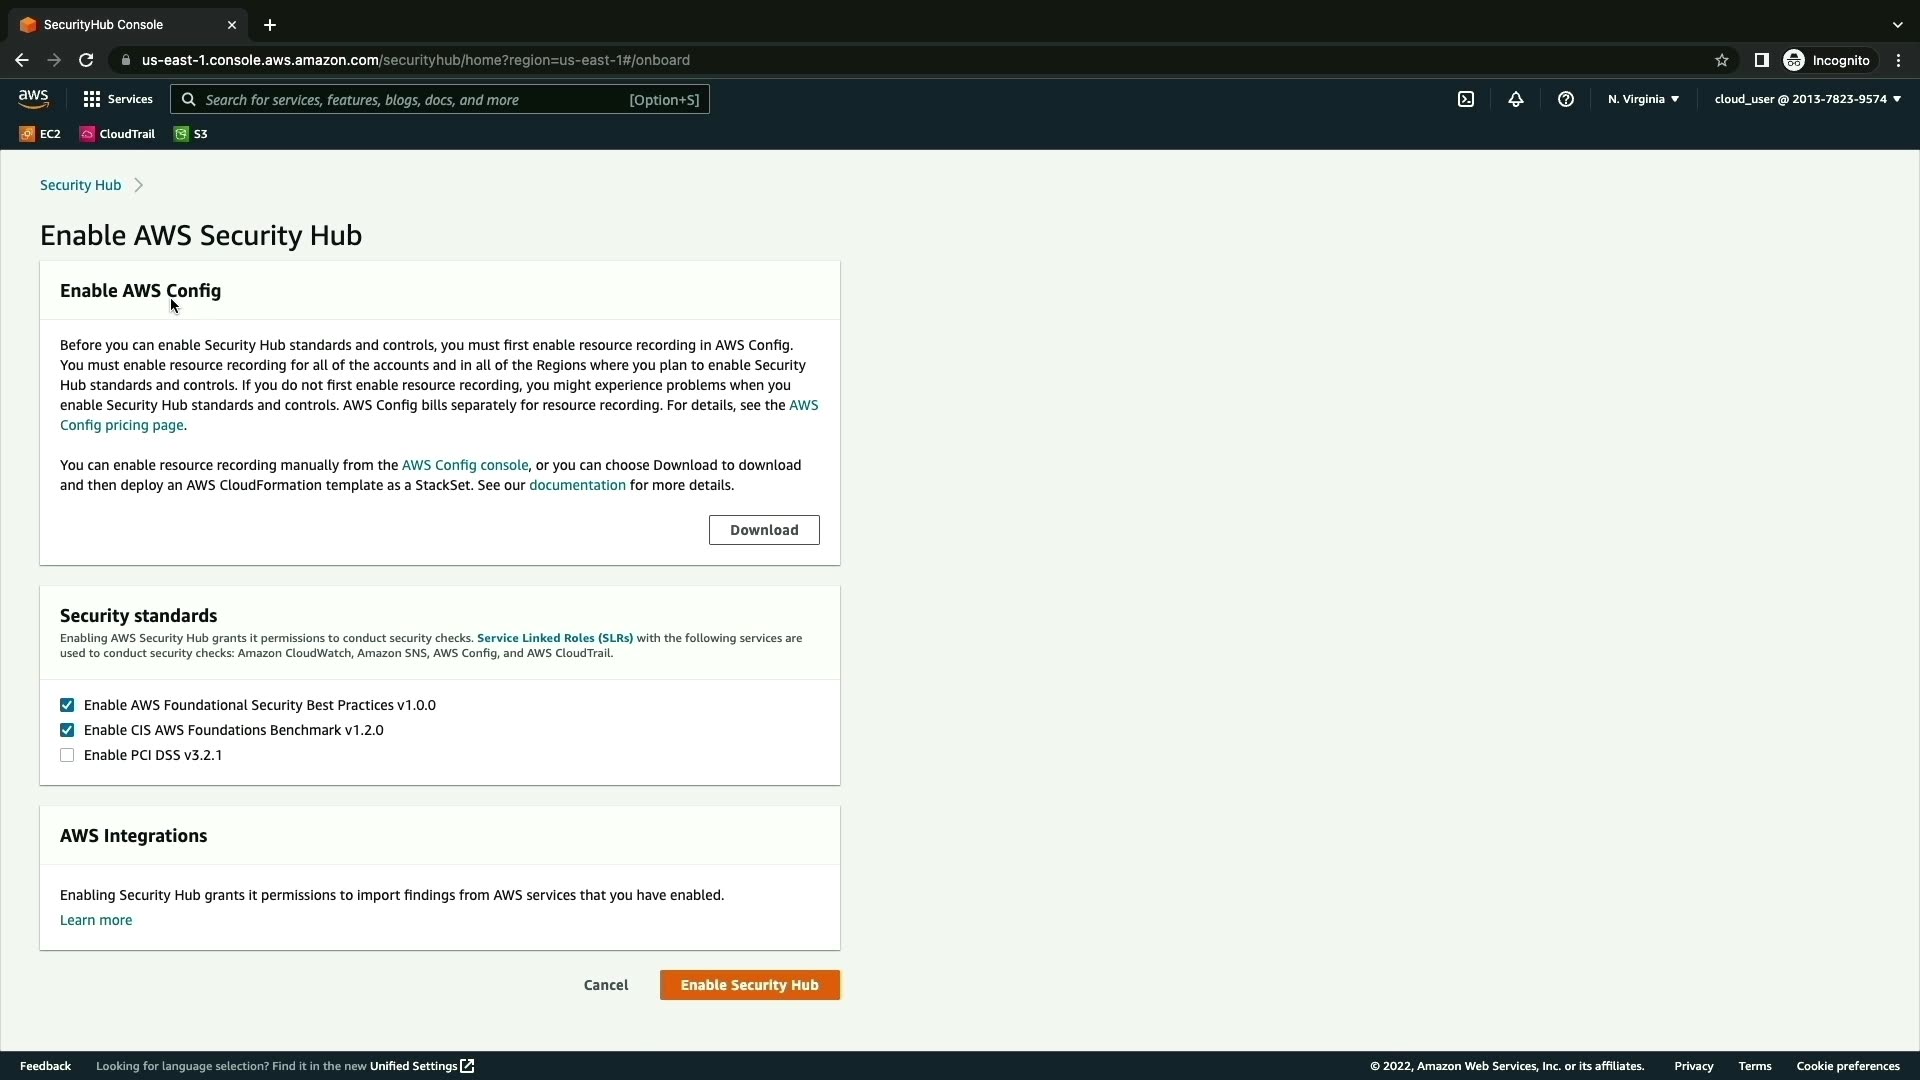 SecurityHub Console
us-east-1.console.aws.amazon.com/securityhub/home?region=us-east-1#/onboard
Incognito
aws
Services
Search for services, features, blogs, docs, and more
[Option+S]
N. Virginia
cloud_user @ 2013-7823-9574
EC2
CloudTrail
S3
Security Hub
Enable AWS Security Hub
Enable AWS Config
Before you can enable Security Hub standards and controls, you must first enable resource recording in AWS Config.
You must enable resource recording for all of the accounts and in all of the Regions where you plan to enable Security
Hub standards and controls. If you do not first enable resource recording, you might experience problems when you
enable Security Hub standards and controls. AWS Config bills separately for resource recording. For details, see the AWS
Config pricing page.
You can enable resource recording manually from the AWS Config console, or you can choose Download to download
and then deploy an AWS CloudFormation template as a StackSet. See our documentation for more details.
Download
Security standards
Enabling AWS Security Hub grants it permissions to conduct security checks. Service Linked Roles (SLRs) with the following services are
used to conduct security checks: Amazon CloudWatch, Amazon SNS, AWS Config, and AWS CloudTrail.
Enable AWS Foundational Security Best Practices v1.0.0
Enable CIS AWS Foundations Benchmark v1.2.0
Enable PCI DSS v3.2.1
AWS Integrations
Enabling Security Hub grants it permissions to import findings from AWS services that you have enabled.
Learn more
Cancel
Enable Security Hub
Feedback
Looking for language selection? Find it in the new Unified Settings
© 2022, Amazon Web Services, Inc. or its affiliates.
Privacy
Terms
Cookie preferences